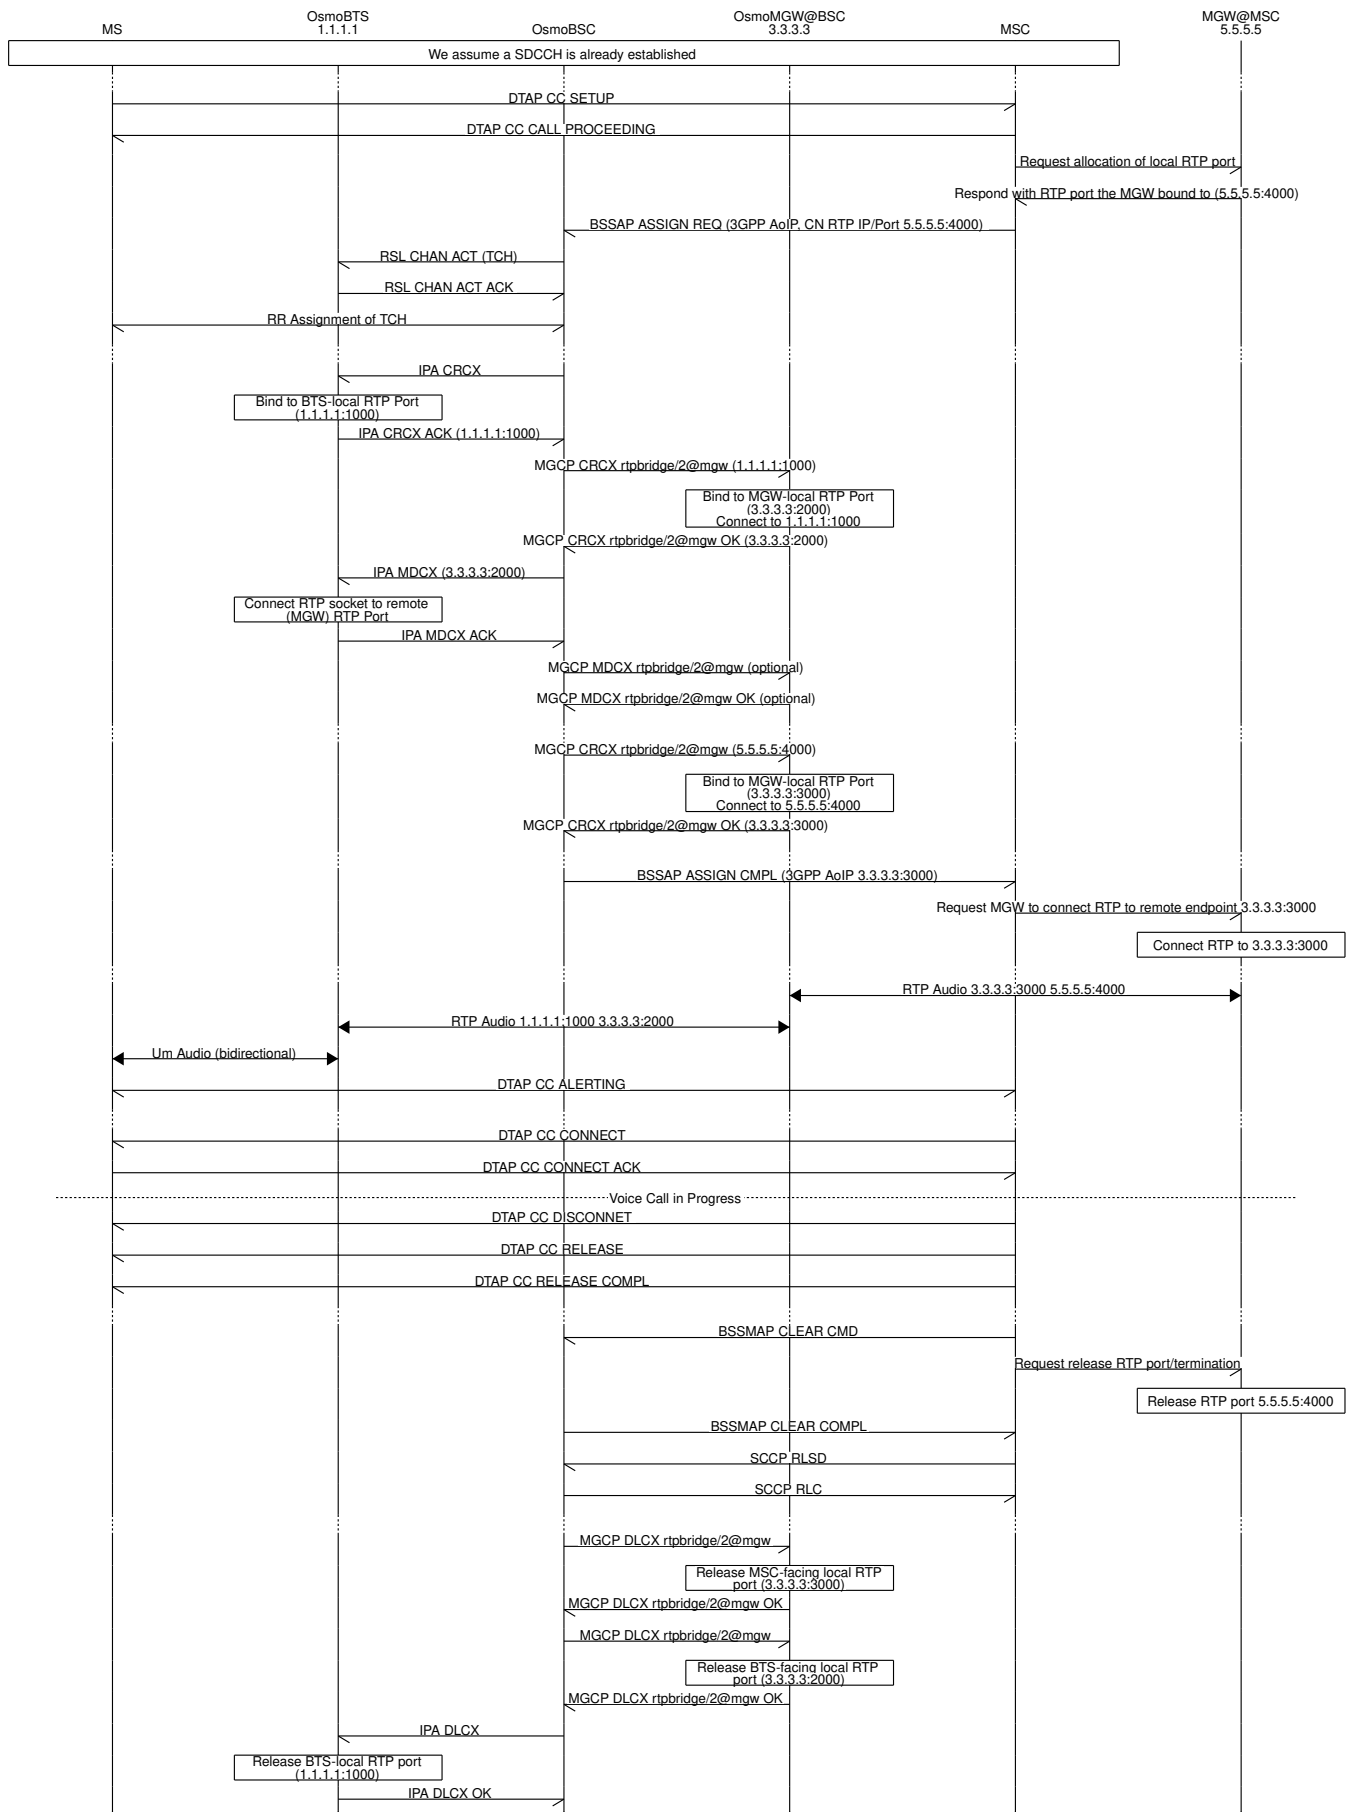 OsmoBTS
OsmoMGW@BSC
MGW@MSC
MS
1.1.1.1
OsmoBSC
3.3.3.3
MSC
5.5.5.5
We assume a SDCCH is already established
DTAP CC SETUP
DTAP CC CALL PROCEEDING
Request allocation of local RTP port
Respond with RTP port the MGW bound to (5.5.5.5:4000)
BSSAP ASSIGN REQ (3GPP AoIP, CN RTP IP/Port 5.5.5.5:4000)
RSL CHAN ACT (TCH)
RSL CHAN ACT ACK
RR Assignment of TCH
IPA CRCX
Bind to BTS-local RTP Port
(1.1.1.1:1000)
IPA CRCX ACK (1.1.1.1:1000)
MGCP CRCX rtpbridge/2@mgw (1.1.1.1:1000)
Bind to MGW-local RTP Port
(3.3.3.3:2000)
Connect to 1.1.1.1:1000
MGCP CRCX rtpbridge/2@mgw OK (3.3.3.3:2000)
IPA MDCX (3.3.3.3:2000)
Connect RTP socket to remote
(MGW) RTP Port
IPA MDCX ACK
MGCP MDCX rtpbridge/2@mgw (optional)
MGCP MDCX rtpbridge/2@mgw OK (optional)
MGCP CRCX rtpbridge/2@mgw (5.5.5.5:4000)
Bind to MGW-local RTP Port
(3.3.3.3:3000)
Connect to 5.5.5.5:4000
MGCP CRCX rtpbridge/2@mgw OK (3.3.3.3:3000)
BSSAP ASSIGN CMPL (3GPP AoIP 3.3.3.3:3000)
Request MGW to connect RTP to remote endpoint 3.3.3.3:3000
Connect RTP to 3.3.3.3:3000
RTP Audio 3.3.3.3:3000 5.5.5.5:4000
RTP Audio 1.1.1.1:1000 3.3.3.3:2000
Um Audio (bidirectional)
DTAP CC ALERTING
DTAP CC CONNECT
DTAP CC CONNECT ACK
Voice Call in Progress
DTAP CC DISCONNET
DTAP CC RELEASE
DTAP CC RELEASE COMPL
BSSMAP CLEAR CMD
Request release RTP port/termination
Release RTP port 5.5.5.5:4000
BSSMAP CLEAR COMPL
SCCP RLSD
SCCP RLC
MGCP DLCX rtpbridge/2@mgw
Release MSC-facing local RTP
port (3.3.3.3:3000)
MGCP DLCX rtpbridge/2@mgw OK
MGCP DLCX rtpbridge/2@mgw
Release BTS-facing local RTP
port (3.3.3.3:2000)
MGCP DLCX rtpbridge/2@mgw OK
IPA DLCX
Release BTS-local RTP port
(1.1.1.1:1000)
IPA DLCX OK